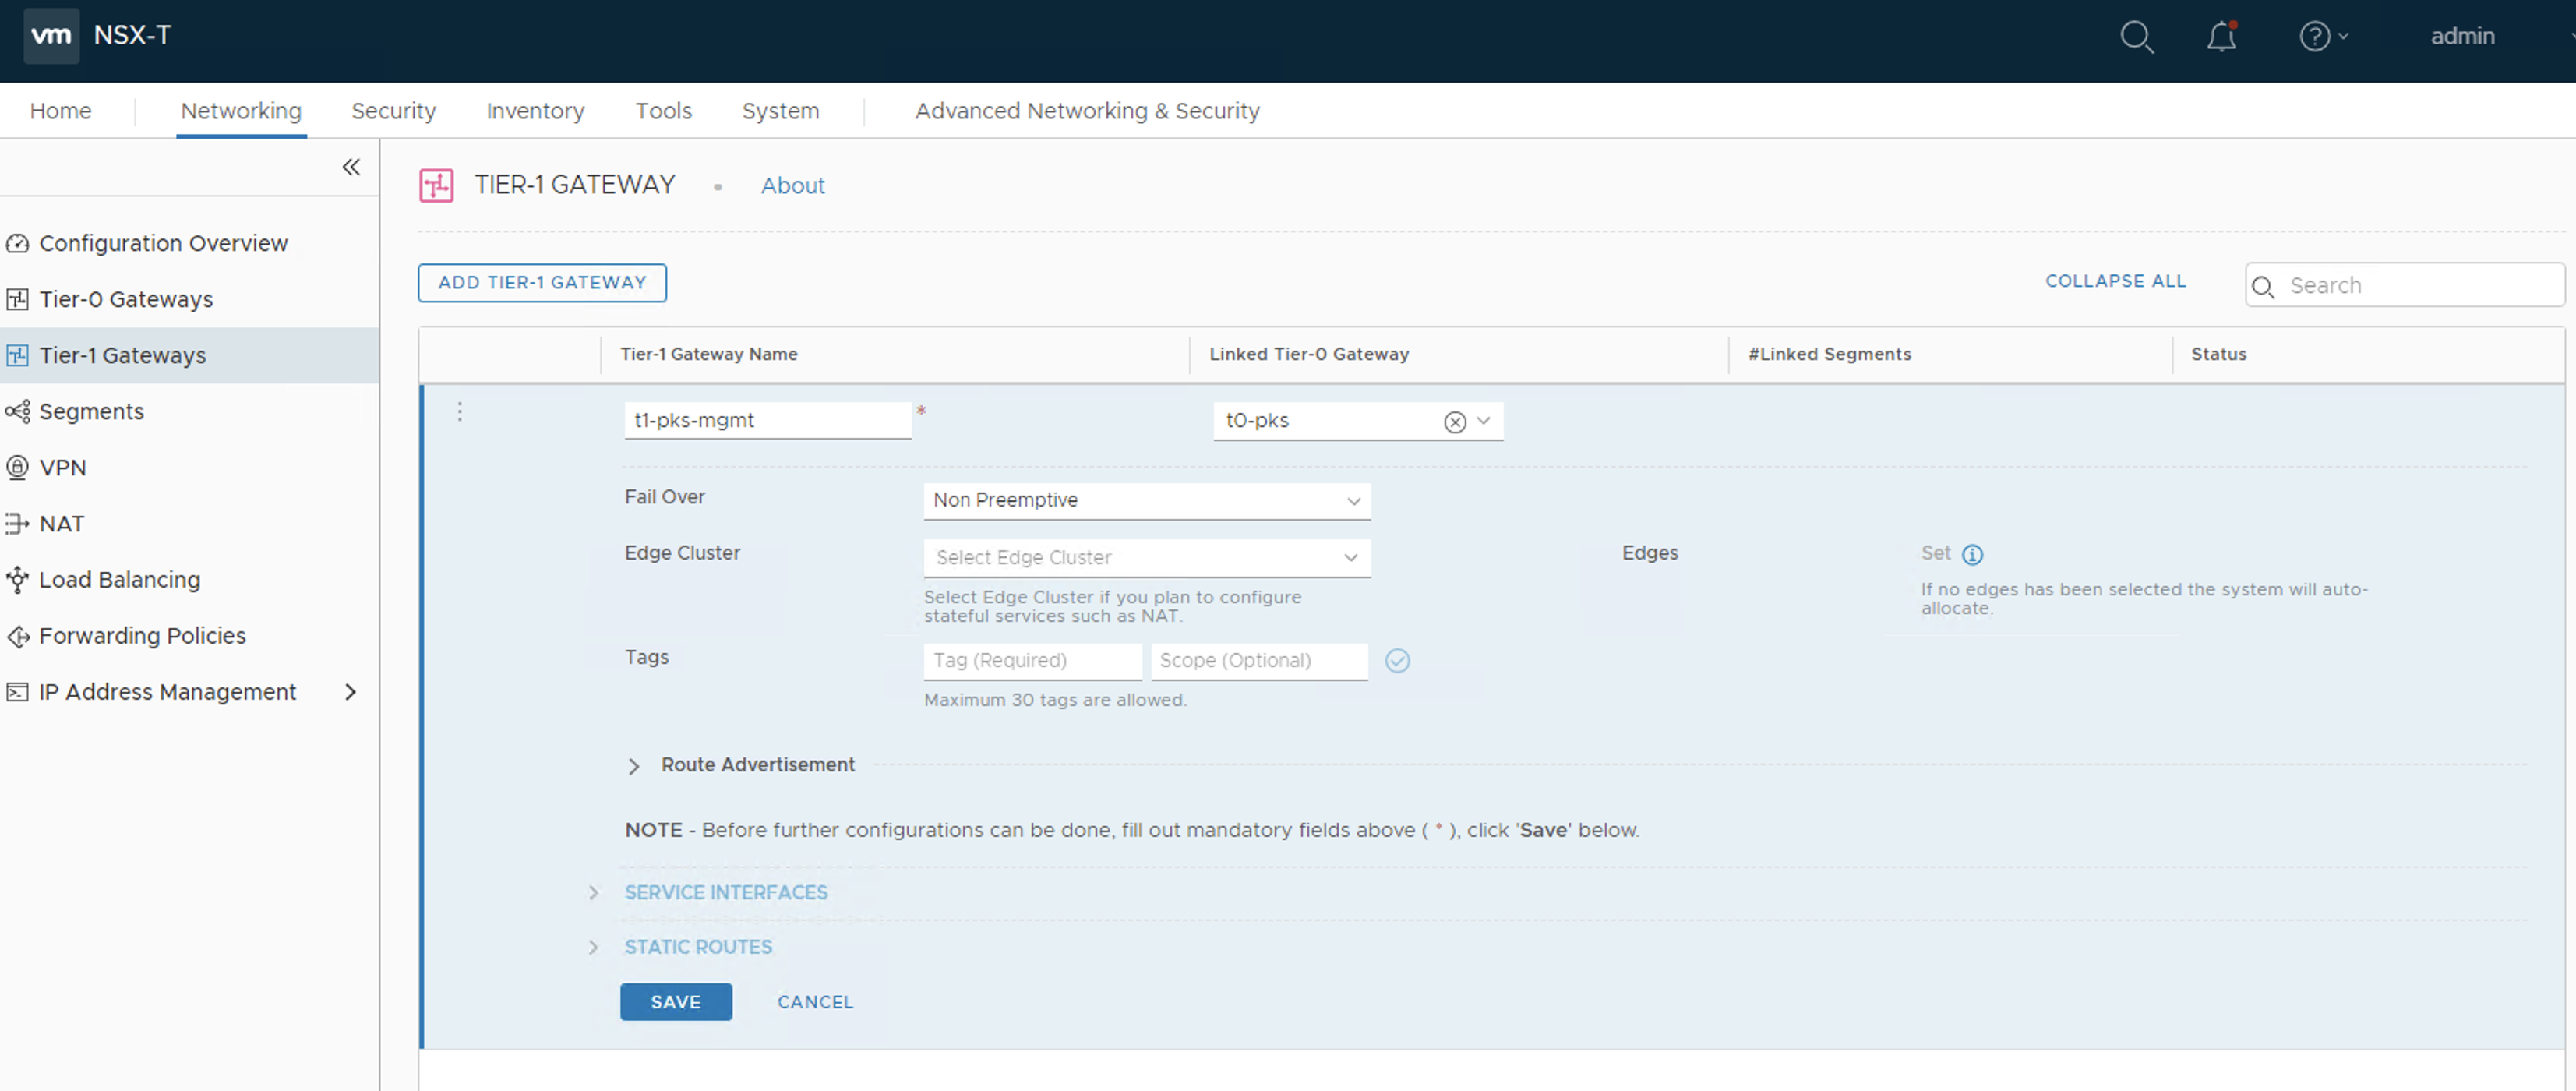 vm NSX-T admin
Home Networking Security Inventory Tools System Advanced Networking & Security
TIER-1 GATEWAY • About
Configuration Overview
Tier-0 Gateways
Tier-1 Gateways
Segments
VPN
NAT
Load Balancing
Forwarding Policies
IP Address Management
ADD TIER-1 GATEWAY COLLAPSE ALL Search
Tier-1 Gateway Name Linked Tier-0 Gateway #Linked Segments Status
t1-pks-mgmt * t0-pks
Fail Over Non Preemptive
Edge Cluster Select Edge Cluster Edges Set
Select Edge Cluster if you plan to configure
stateful services such as NAT.
If no edges has been selected the system will auto-
allocate.
Tags Tag (Required) Scope (Optional)
Maximum 30 tags are allowed.
Route Advertisement
NOTE - Before further configurations can be done, fill out mandatory fields above ( * ), click 'Save' below.
SERVICE INTERFACES
STATIC ROUTES
SAVE CANCEL